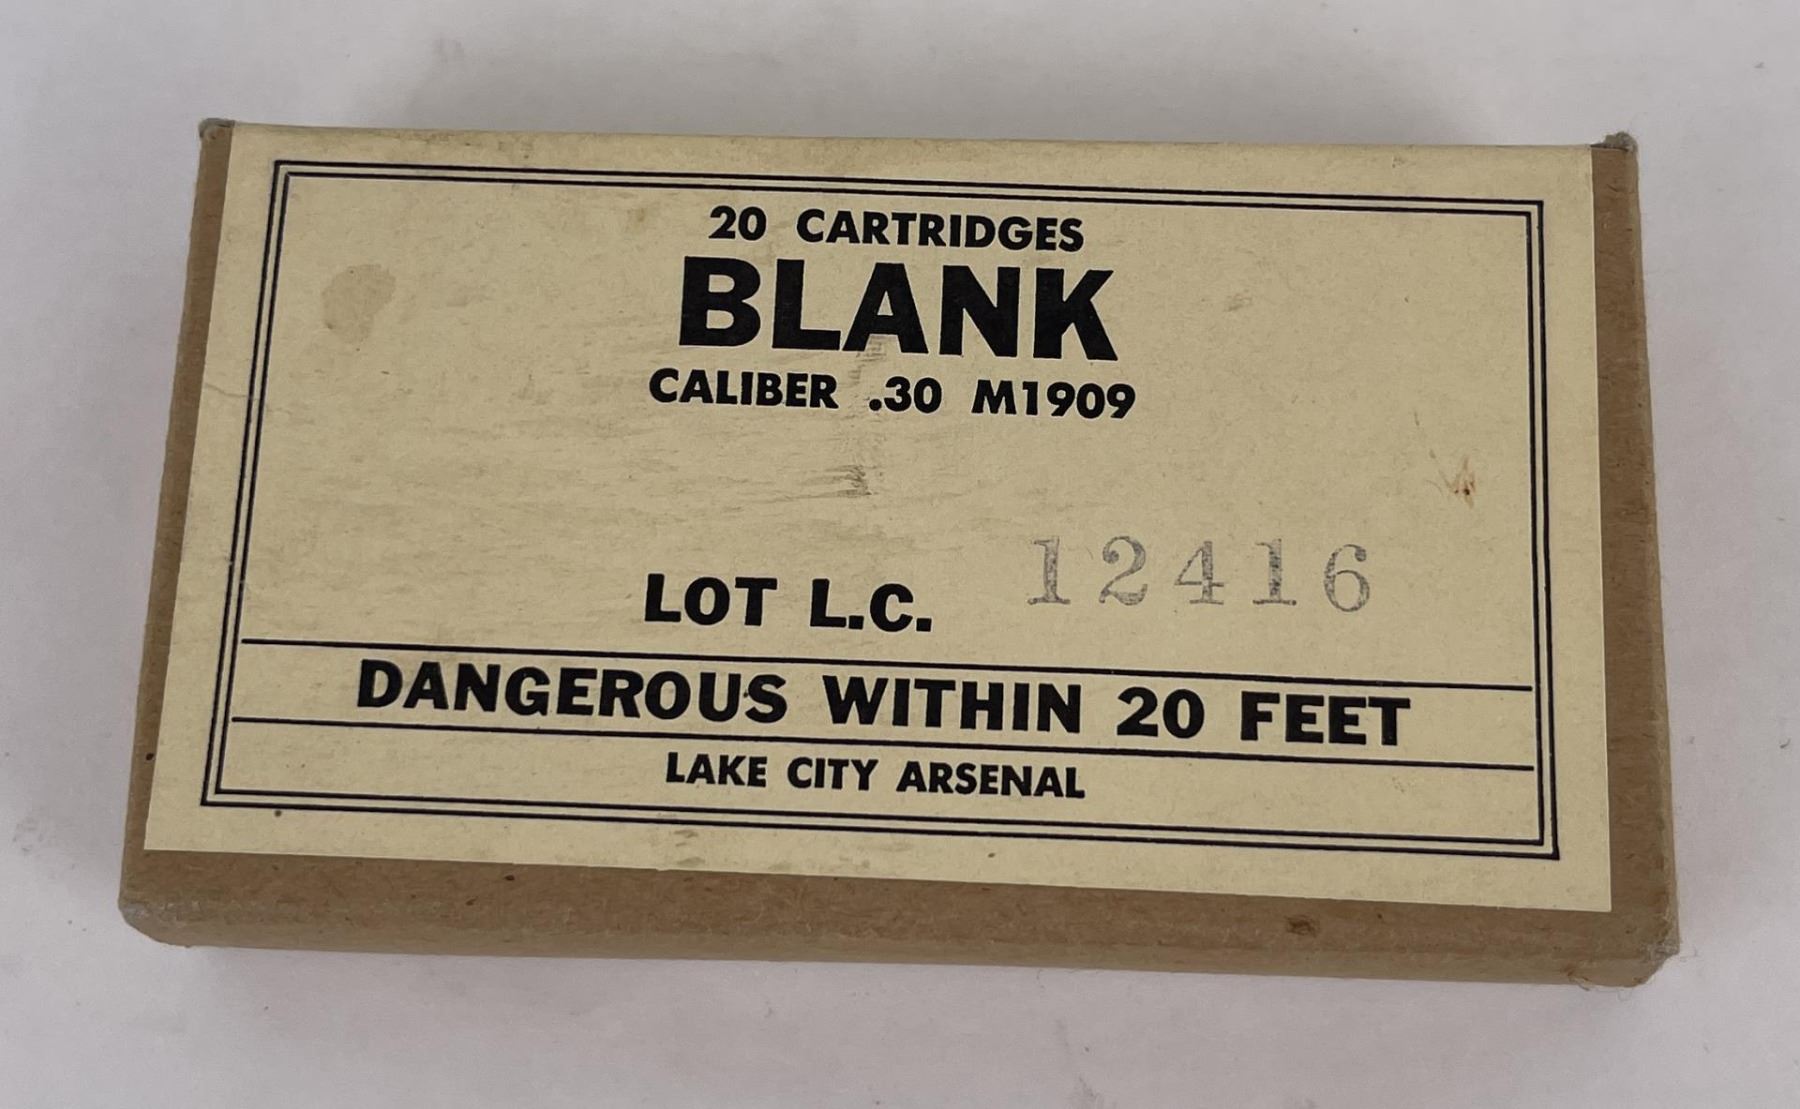 20 CARTRIDGES
BLANK
CALIBER .30 M1909
LOT L.C. 12416
DANGEROUS WITHIN 20 FEET
LAKE CITY ARSENAL